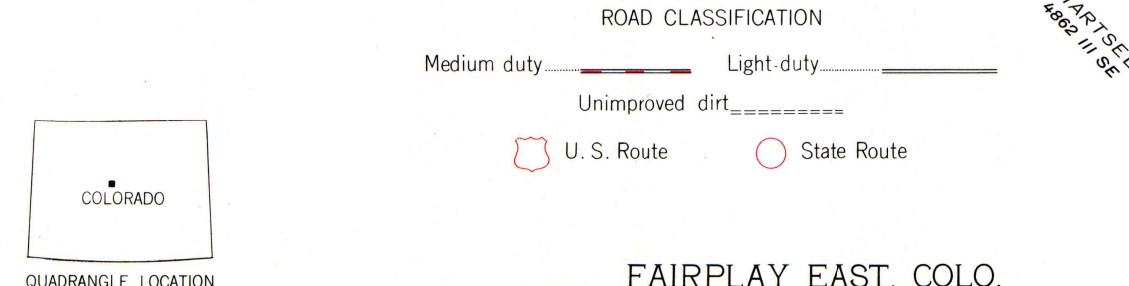 ROAD CLASSIFICATION
Medium duty Light-duty
Unimproved dirt
U. S. Route State Route
4862 III SE
COLORADO
QUADRANGLE LOCATION
FAIRPLAY EAST, COLO.